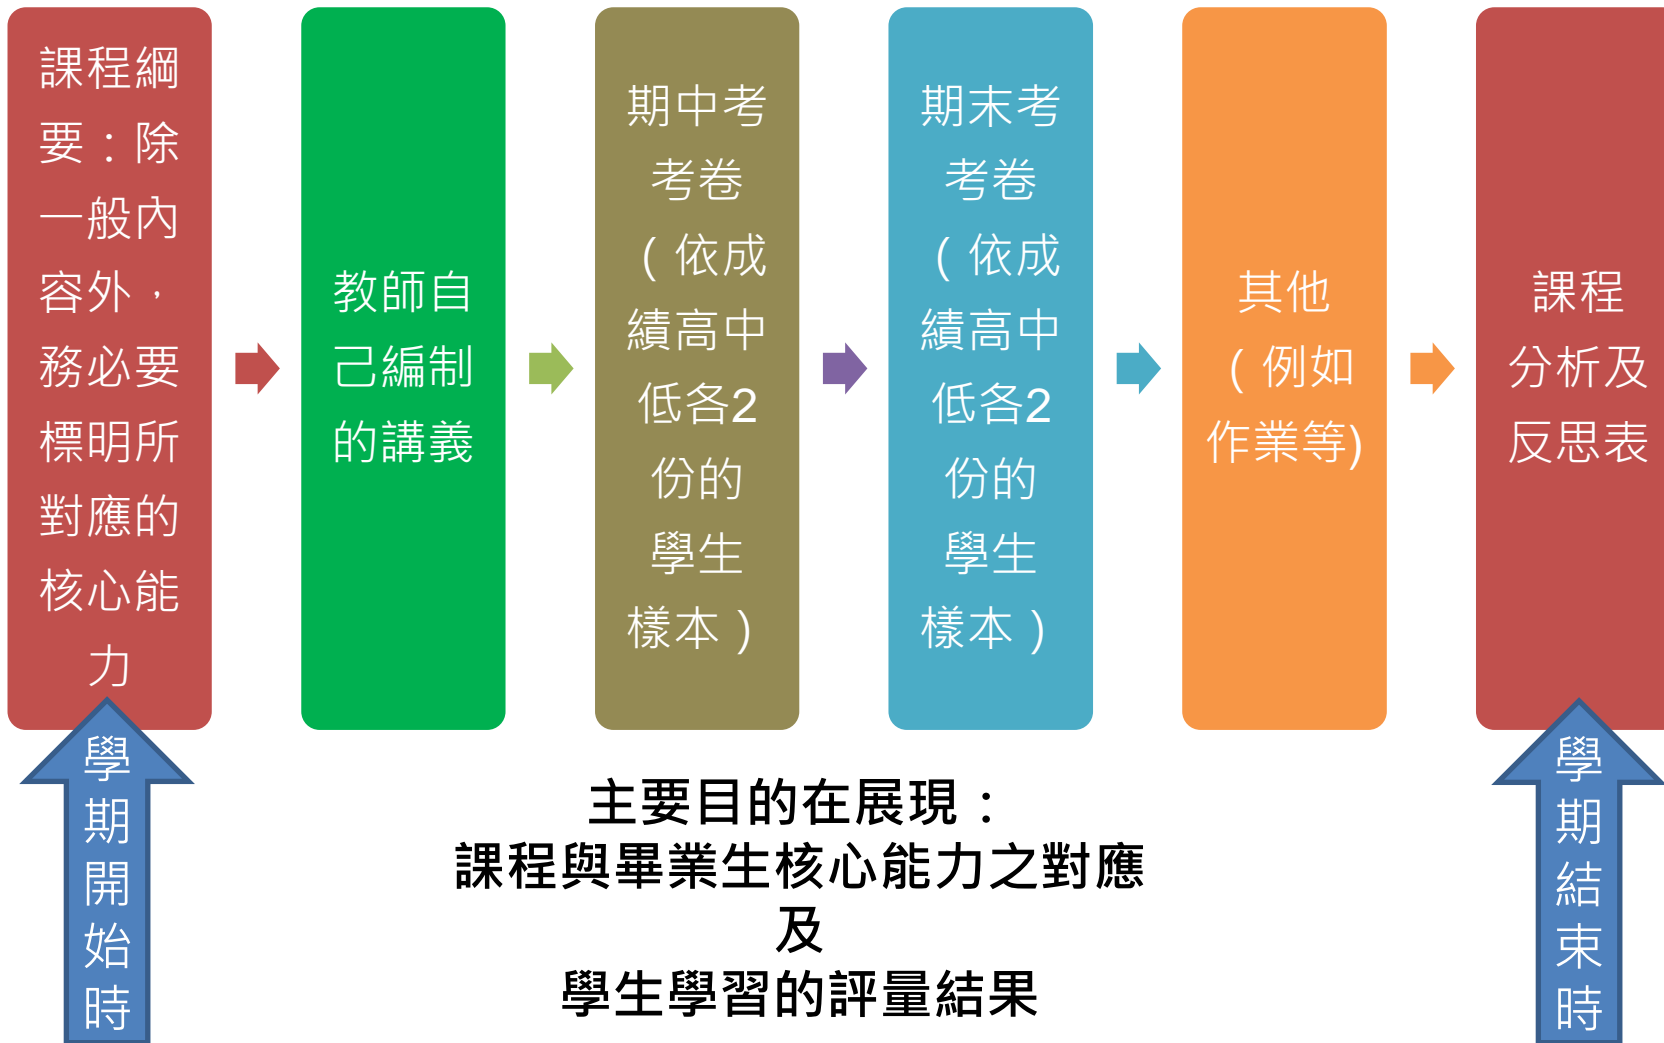 課程綱
要：除
一般內
容外，
務必要
標明所
對應的
核心能
力
教師自
己編制
的講義
期中考
考卷
（依成
績高中
低各2
份的
學生
樣本）
期末考
考卷
（依成
績高中
低各2
份的
學生
樣本）
其他
（例如
作業等)
課程
分析及
反思表
學
期
開
始
時
主要目的在展現：
課程與畢業生核心能力之對應
及
學生學習的評量結果
學
期
結
束
時